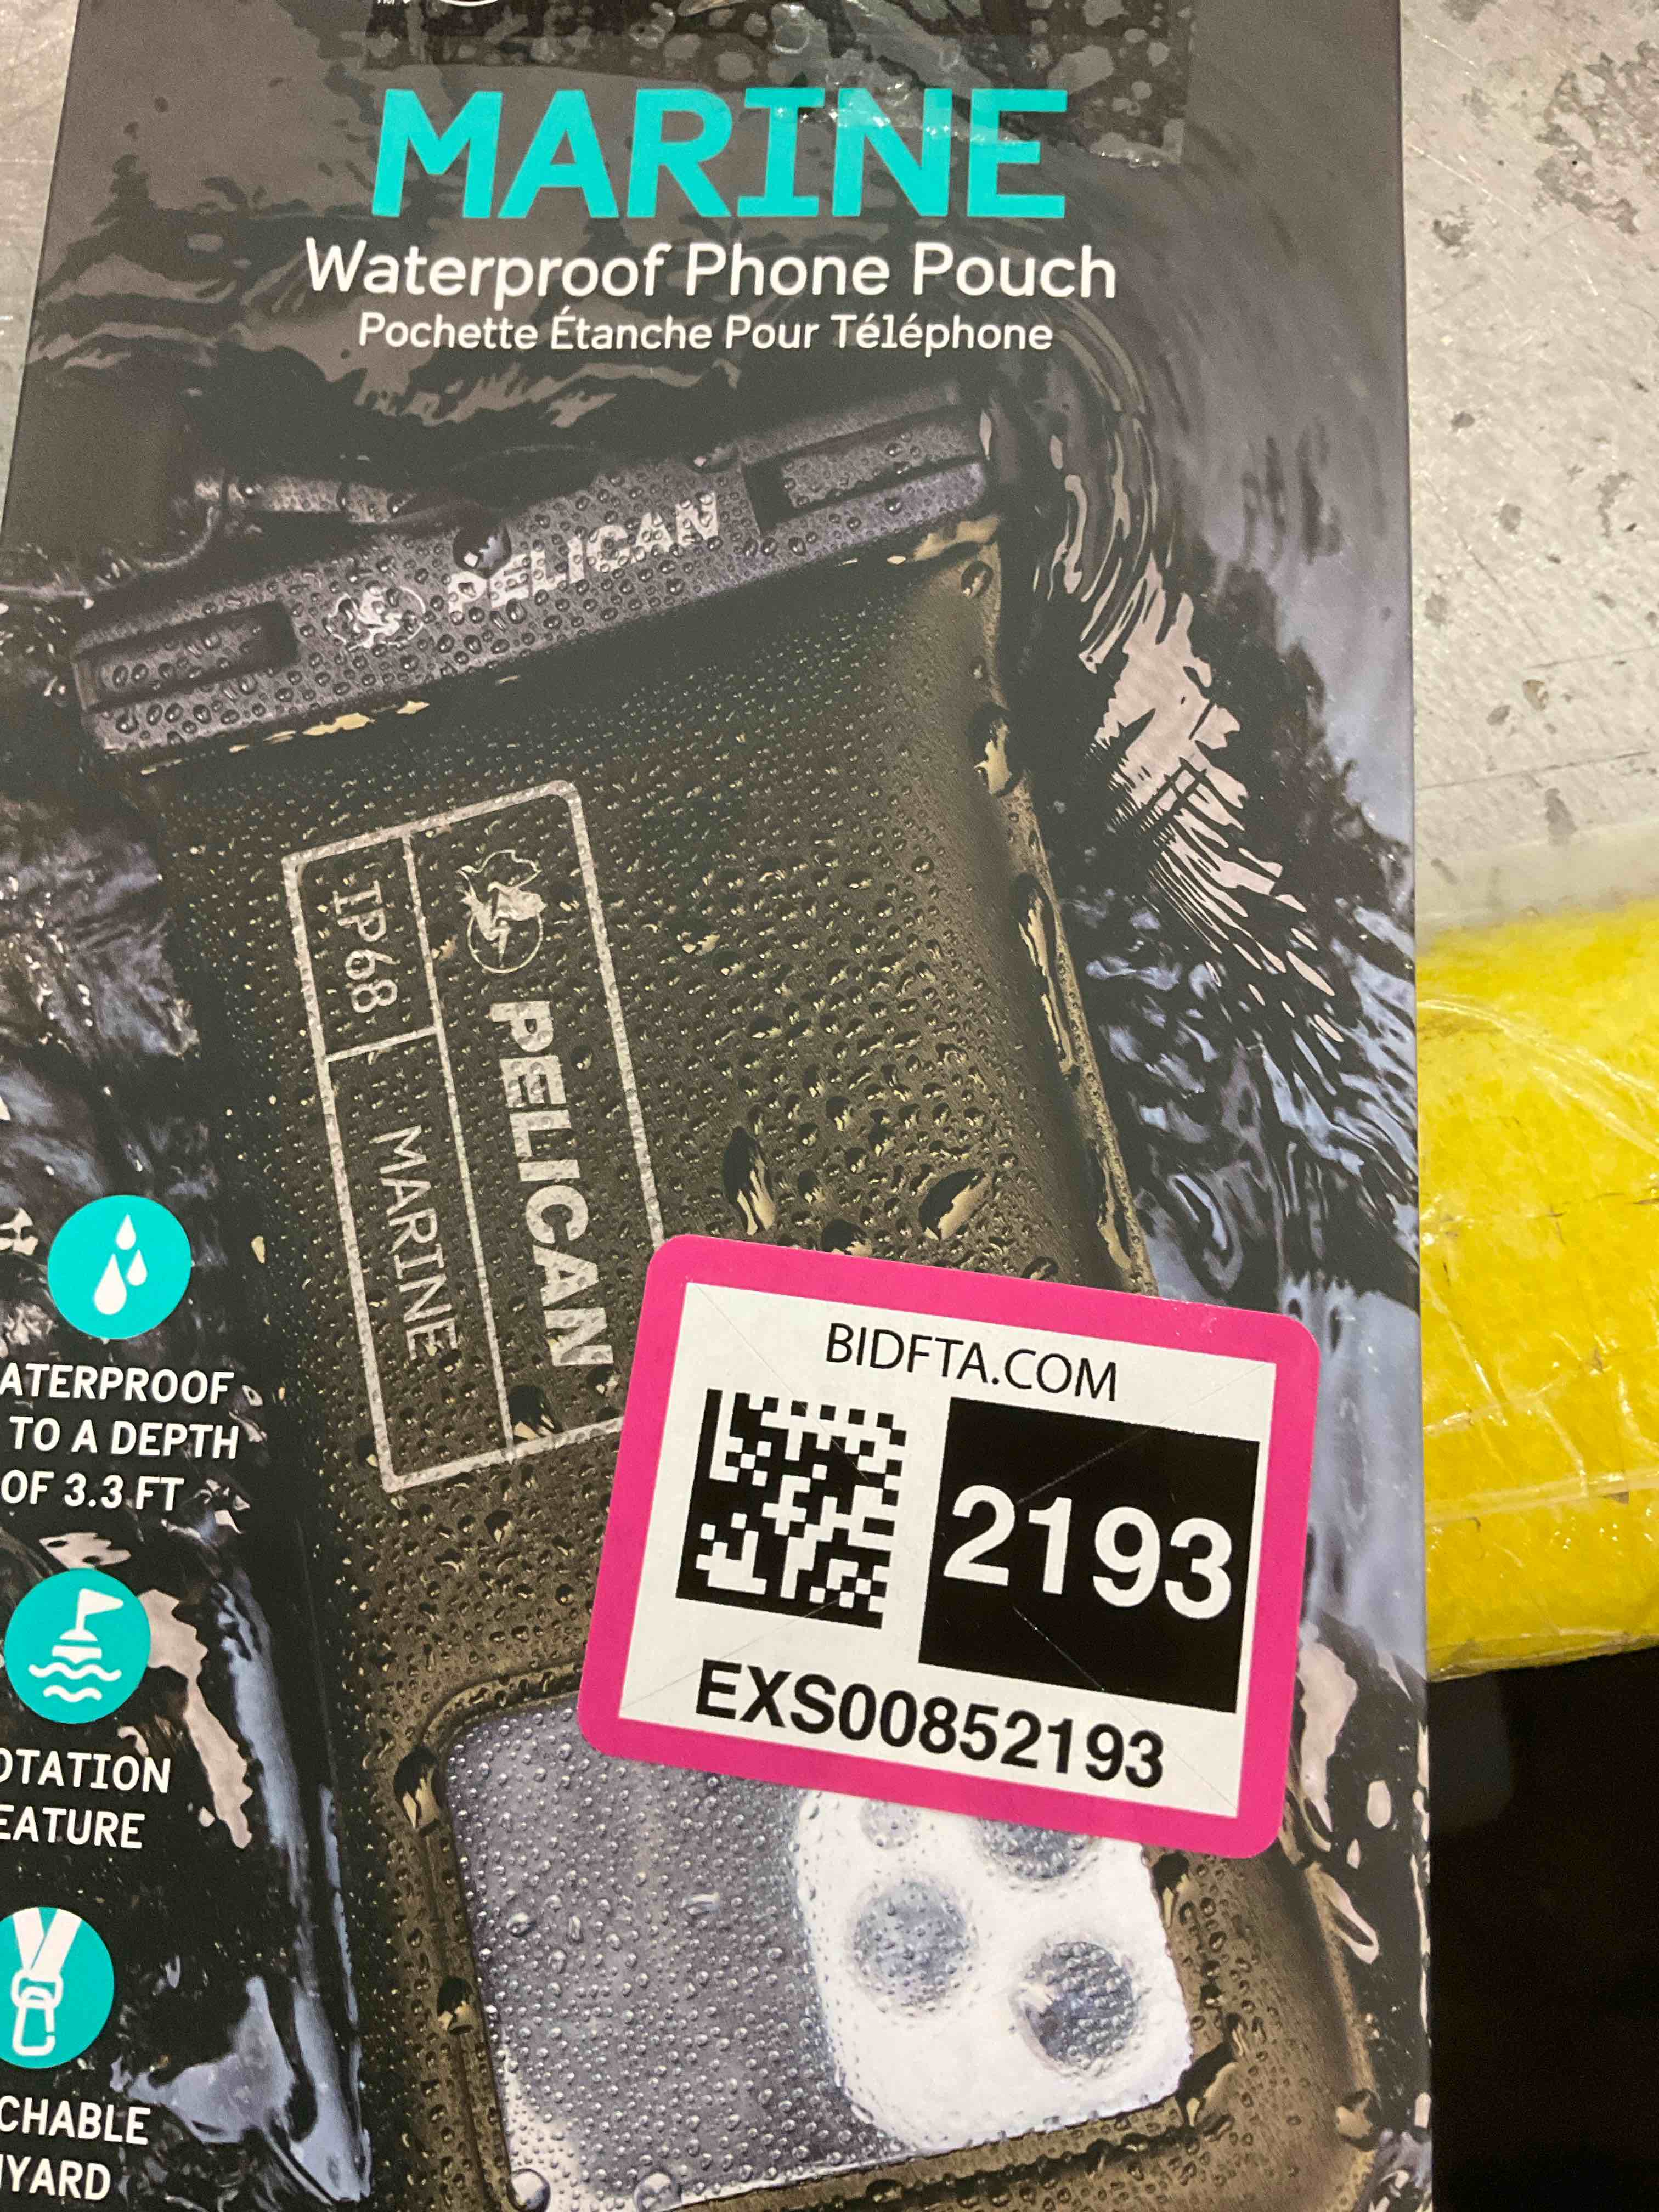 MARINE
Waterproof Phone Pouch
Pochette Étanche Pour Téléphone
PELICAN
PELICAN
IP68 MARINE
ATERPROOF
TO A DEPTH
OF 3.3 FT
OTATION
EATURE
CHABLE
YARD
BIDFTA.COM
2193
EXS00852193